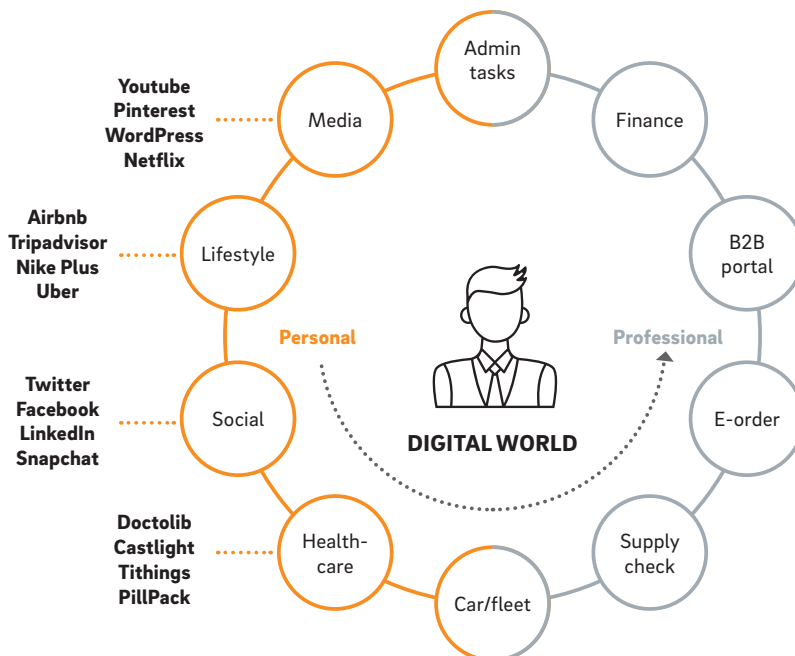 Admin
tasks
Youtube
Pinterest
WordPress
Netflix
Media
Finance
Airbnb
Tripadvisor
Nike Plus
Uber
Lifestyle
B2B
portal
Personal
Professional
Twitter
Facebook
LinkedIn
Snapchat
Social
DIGITAL WORLD
E-order
Doctolib
Castlight
Tithings
PillPack
Health-
care
Supply
check
Car/fleet